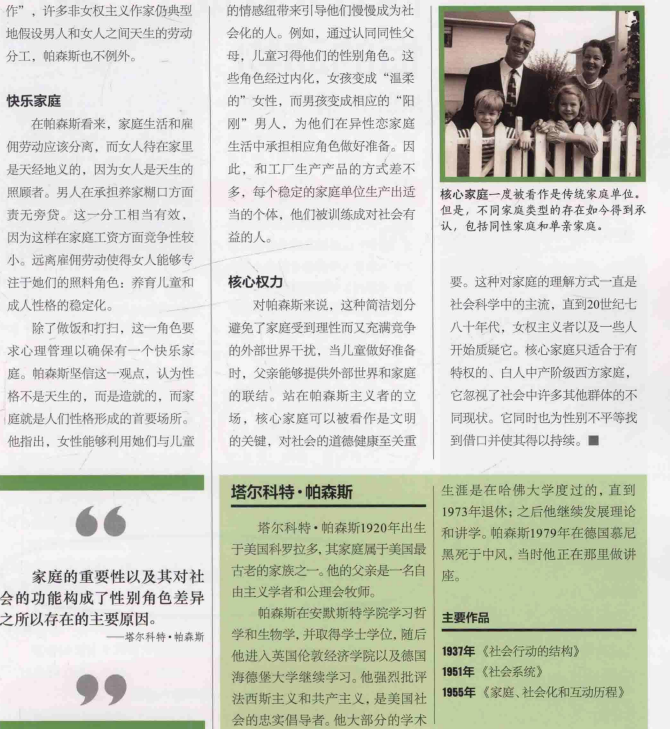 作”，许多非女权主义作家仍典型
地假设男人和女人之间天生的劳动
分工，帕森斯也不例外。
快乐家庭
在帕森斯看来，家庭生活和雇
佣劳动应该分离，而女人待在家里
是天经地义的，因为女人是天生的
照顾者。男人在承担养家糊口方面
责无旁贷。这一分工相当有效，
因为这样在家庭工资方面竞争性较
小。远离雇佣劳动使得女人能够专
注于她们的照料角色：养育儿童和
成人性格的稳定化。
除了做饭和打扫，这一角色要
求心理管理以确保有一个快乐家
庭。帕森斯坚信这一观点，认为性
格不是天生的，而是造就的，而家
庭就是人们性格形成的首要场所。
他指出，女性能够利用她们与儿童
的情感纽带来引导他们慢慢成为社
会化的人。例如，通过认同同性父
母，儿童习得他们的性别角色。这
些角色经过内化，女孩变成“温柔
的”女性，而男孩变成相应的“阳
刚”男人，为他们在异性恋家庭
生活中承担相应角色做好准备。因
此，和工厂生产产品的方式差不
多，每个稳定的家庭单位生产出适
当的个体，他们被训练成对社会有
益的人。
核心权力
对帕森斯来说，这种简洁划分
避免了家庭受到理性而又充满竞争
的外部世界干扰，当儿童做好准备
时，父亲能够提供外部世界和家庭
的联结。站在帕森斯主义者的立
场，核心家庭可以被看作是文明
的关键，对社会的道德健康至关重
核心家庭一度被看作是传统家庭单位。
但是，不同家庭类型的存在如今得到承
认，包括同性家庭和单亲家庭。
要。这种对家庭的理解方式一直是
社会科学中的主流，直到20世纪七
八十年代，女权主义者以及一些人
开始质疑它。核心家庭只适合于有
特权的、白人中产阶级西方家庭，
它忽视了社会中许多其他群体的不
同现状。它同时也为性别不平等找
到借口并使其得以持续。■
“
家庭的重要性以及其对社
会的功能构成了性别角色差异
之所以存在的主要原因。
——塔尔科特·帕森斯
”
塔尔科特·帕森斯
塔尔科特·帕森斯1920年出生
于美国科罗拉多，其家庭属于美国最
古老的家族之一。他的父亲是一名自
由主义学者和公理会牧师。
帕森斯在安默斯特学院学习哲
学和生物学，并取得学士学位，随后
他进入英国伦敦经济学院以及德国
海德堡大学继续学习。他强烈批评
法西斯主义和共产主义，是美国社
会的忠实倡导者。他大部分的学术
生涯是在哈佛大学度过的，直到
1973年退休；之后他继续发展理论
和讲学。帕森斯1979年在德国慕尼
黑死于中风，当时他正在那里做讲
座。
主要作品
1937年《社会行动的结构》
1951年《社会系统》
1955年《家庭、社会化和互动历程》